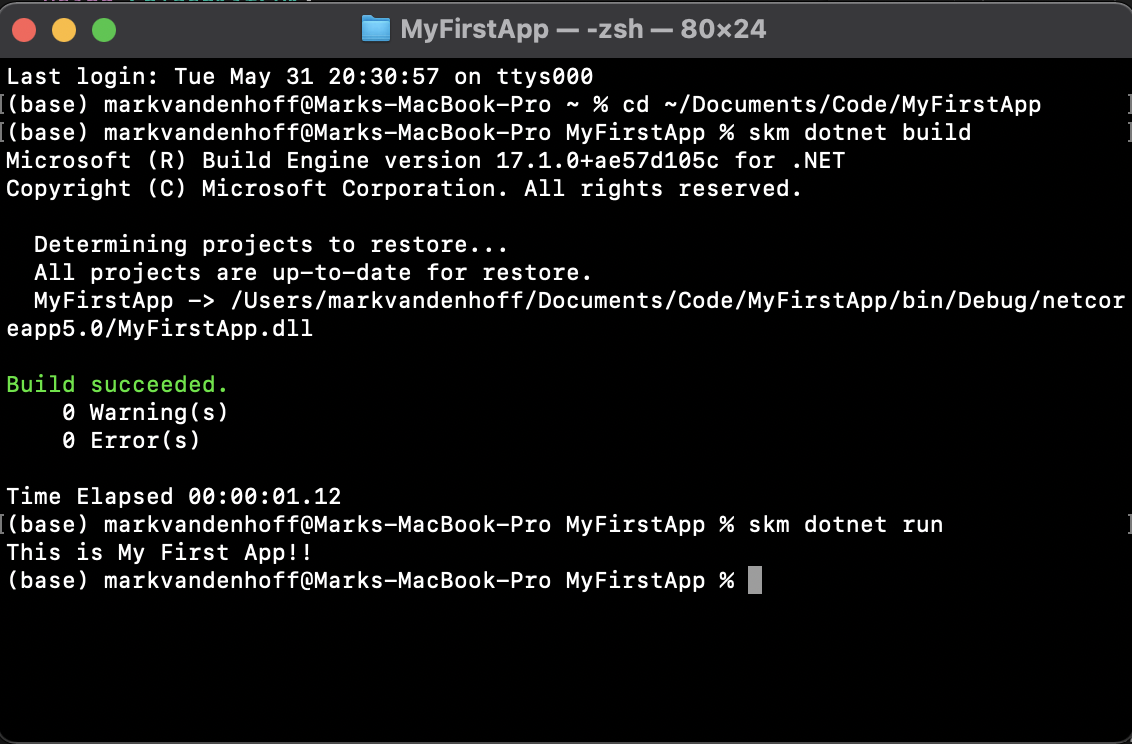 MyFirstApp — -zsh — 80×24
Last login: Tue May 31 20:30:57 on ttys000
(base) markvandenhoff@Marks-MacBook-Pro ~ % cd ~/Documents/Code/MyFirstApp
(base) markvandenhoff@Marks-MacBook-Pro MyFirstApp % skm dotnet build
Microsoft (R) Build Engine version 17.1.0+ae57d105c for .NET
Copyright (C) Microsoft Corporation. All rights reserved.
Determining projects to restore...
All projects are up-to-date for restore.
MyFirstApp -> /Users/markvandenhoff/Documents/Code/MyFirstApp/bin/Debug/netcor
eapp5.0/MyFirstApp.dll
Build succeeded.
0 Warning(s)
0 Error(s)
Time Elapsed 00:00:01.12
(base) markvandenhoff@Marks-MacBook-Pro MyFirstApp % skm dotnet run
This is My First App!!
(base) markvandenhoff@Marks-MacBook-Pro MyFirstApp %